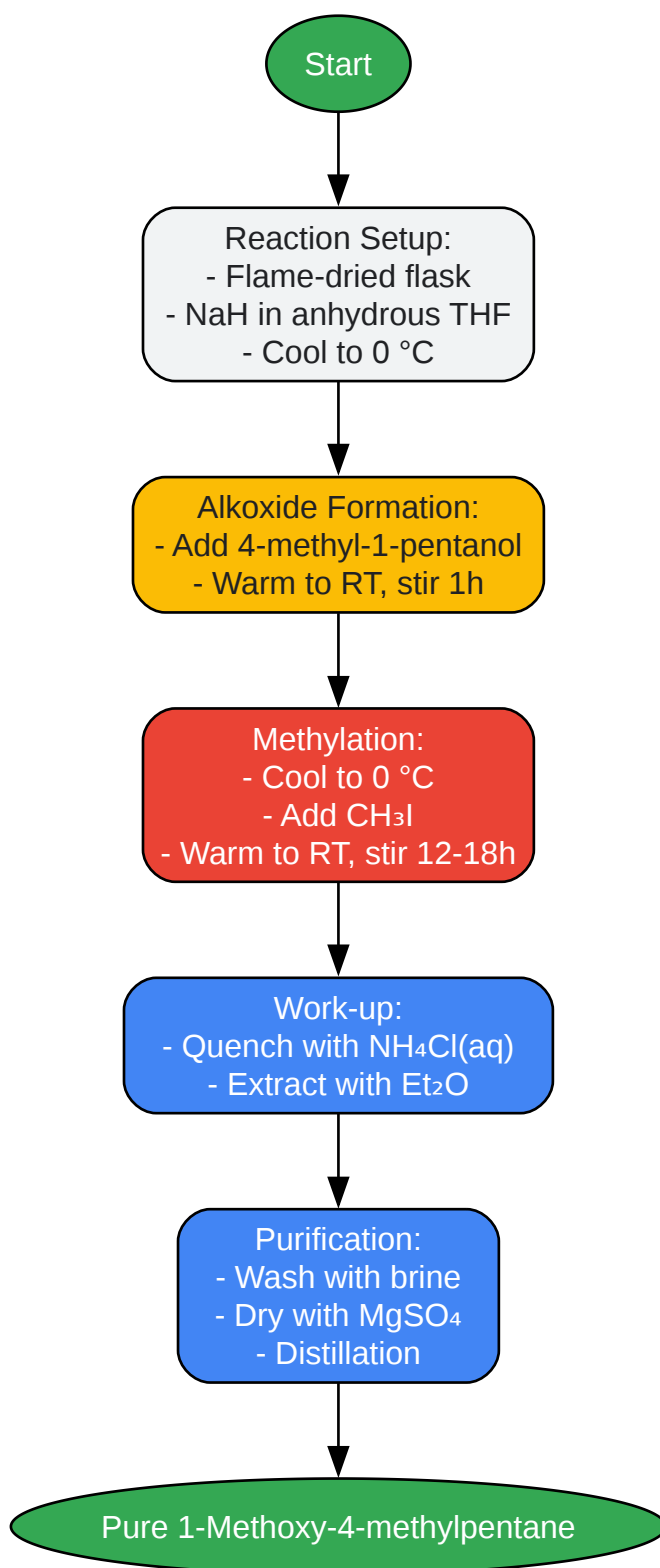 Start
Reaction Setup:
- Flame-dried flask
- NaH in anhydrous THF
- Cool to 0 °C
Alkoxide Formation:
- Add 4-methyl-1-pentanol
- Warm to RT, stir 1h
Methylation:
- Cool to 0 °C
- Add CH₃I
- Warm to RT, stir 12-18h
Work-up:
- Quench with NH₄Cl(aq)
- Extract with Et₂O
Purification:
- Wash with brine
- Dry with MgSO₄
- Distillation
Pure 1-Methoxy-4-methylpentane